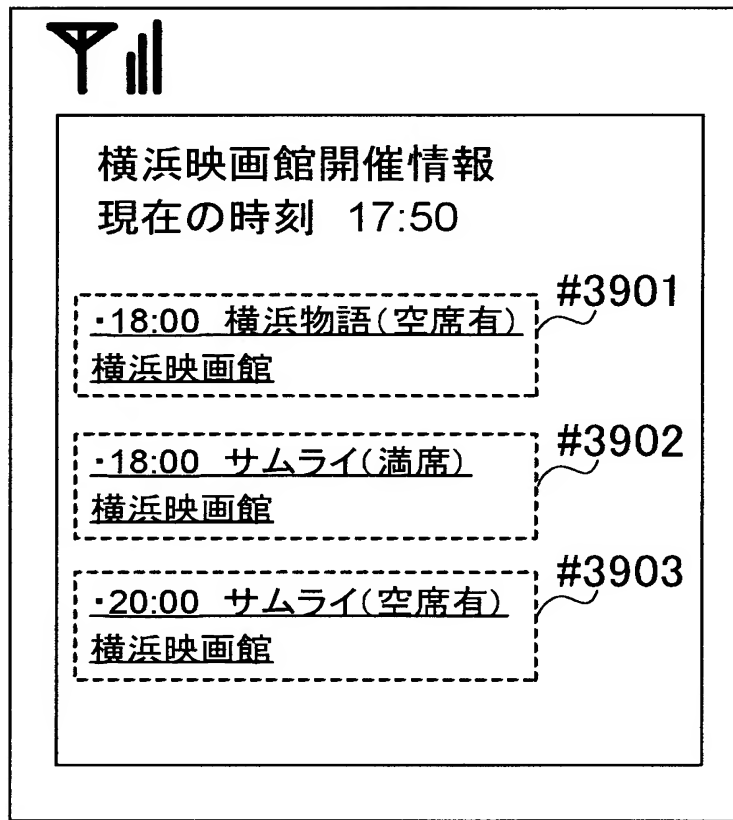 横浜映画館開催情報
現在の時刻 17:50
#3901
・18:00 横浜物語(空席有)
横浜映画館
#3902
・18:00 サムライ(満席)
横浜映画館
#3903
・20:00 サムライ(空席有)
横浜映画館